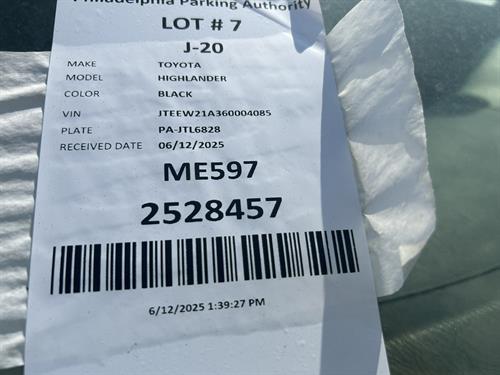 Philadelphia Parking Authority
LOT # 7
J-20
MAKE TOYOTA
MODEL HIGHLANDER
COLOR BLACK
VIN JTEEW21A360004085
PLATE PA-JTL6828
RECEIVED DATE 06/12/2025
ME597
2528457
6/12/2025 1:39:27 PM